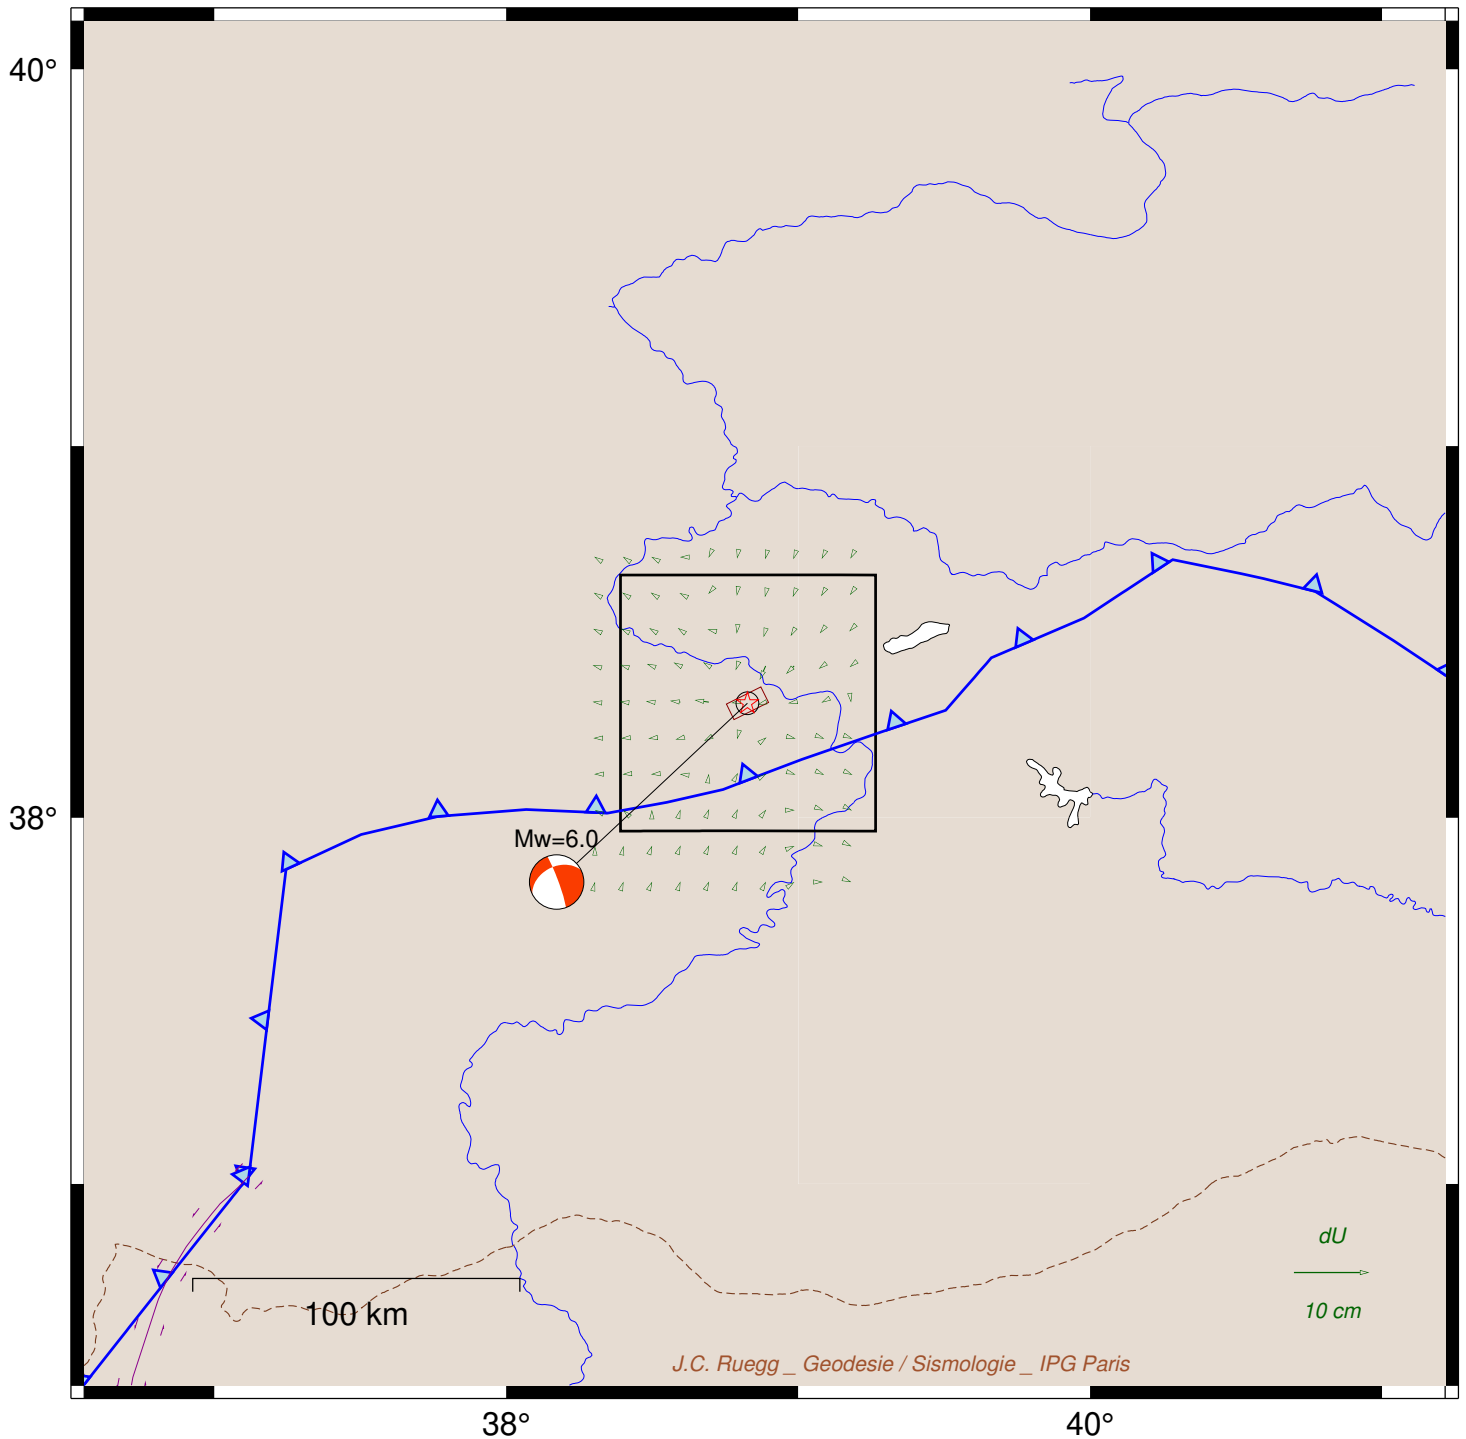 40°
38°
Mw=6.0
dU
10 cm
100 km
J.C. Ruegg _ Geodesie / Sismologie _ IPG Paris
38°
40°